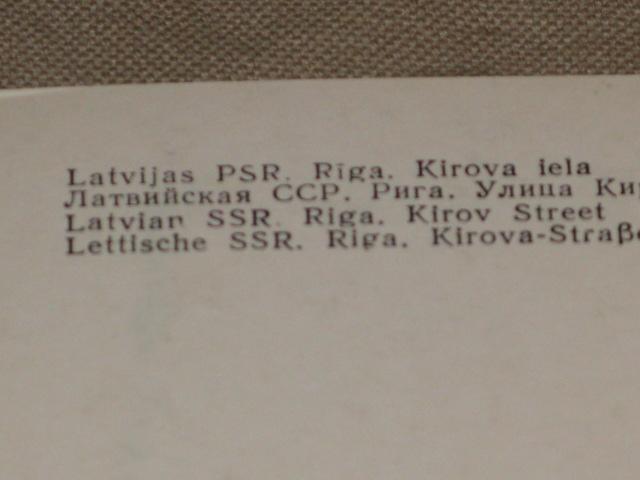 Latvijas PSR. Rīga. Kirova iela
Латвийская ССР. Рига. Улица Ки
Latvian SSR. Riga. Kirov Street
Lettische SSR. Riga. Kirova-Straße